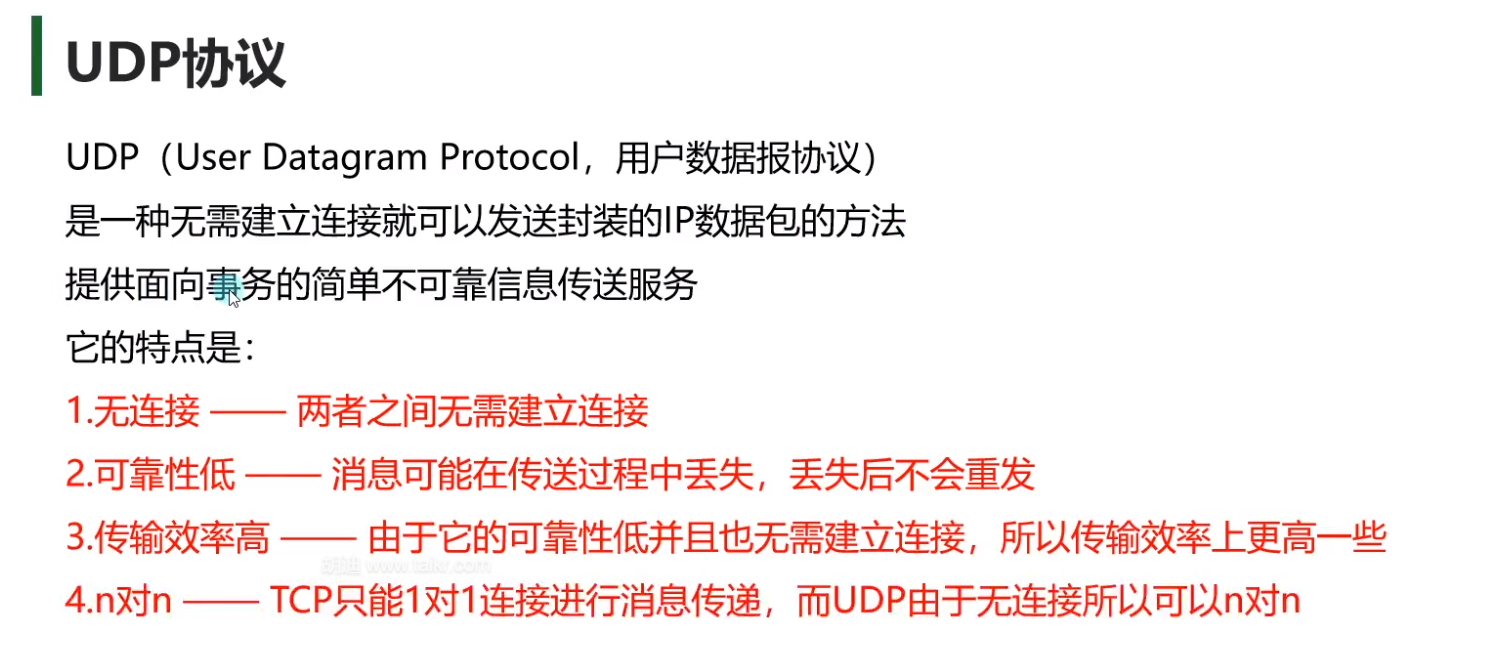 UDP协议
UDP（User Datagram Protocol，用户数据报协议）
是一种无需建立连接就可以发送封装的IP数据包的方法
提供面向事务的简单不可靠信息传送服务
它的特点是：
1.无连接 —— 两者之间无需建立连接
2.可靠性低 —— 消息可能在传送过程中丢失，丢失后不会重发
3.传输效率高 —— 由于它的可靠性低并且也无需建立连接，所以传输效率上更高一些
www.taikr.com
4.n对n —— TCP只能1对1连接进行消息传递，而UDP由于无连接所以可以n对n